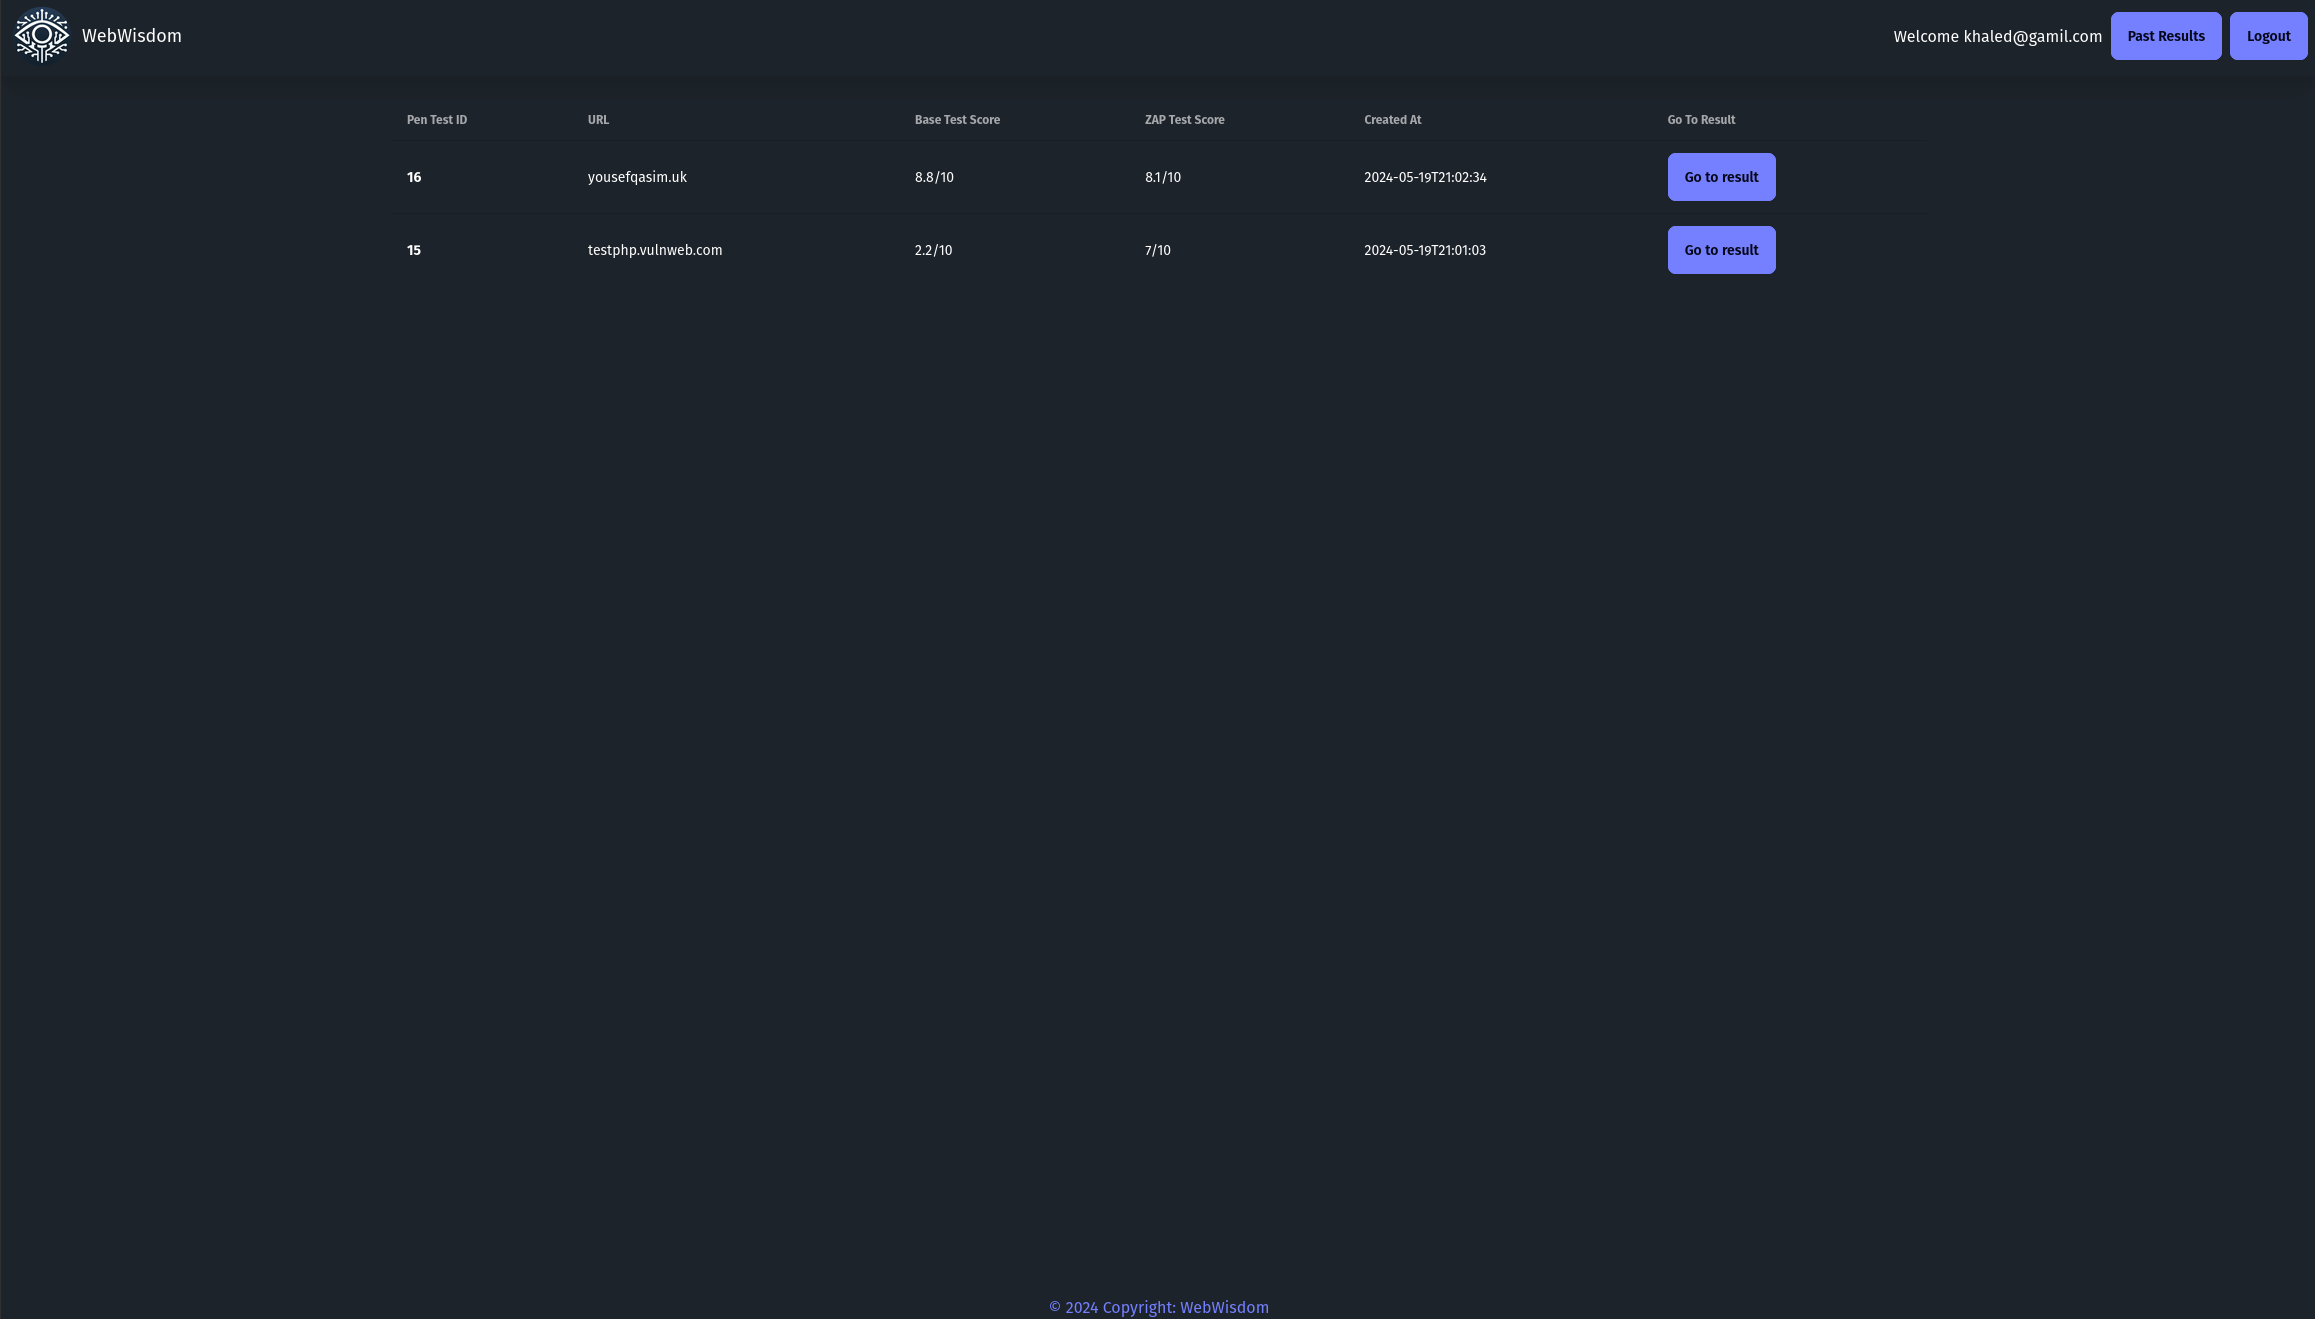 WebWisdom
Welcome khaled@gamil.com Past Results Logout
Pen Test ID URL Base Test Score ZAP Test Score Created At Go To Result
16 yousefqasim.uk 8.8/10 8.1/10 2024-05-19T21:02:34 Go to result
15 testphp.vulnweb.com 2.2/10 7/10 2024-05-19T21:01:03 Go to result
© 2024 Copyright: WebWisdom